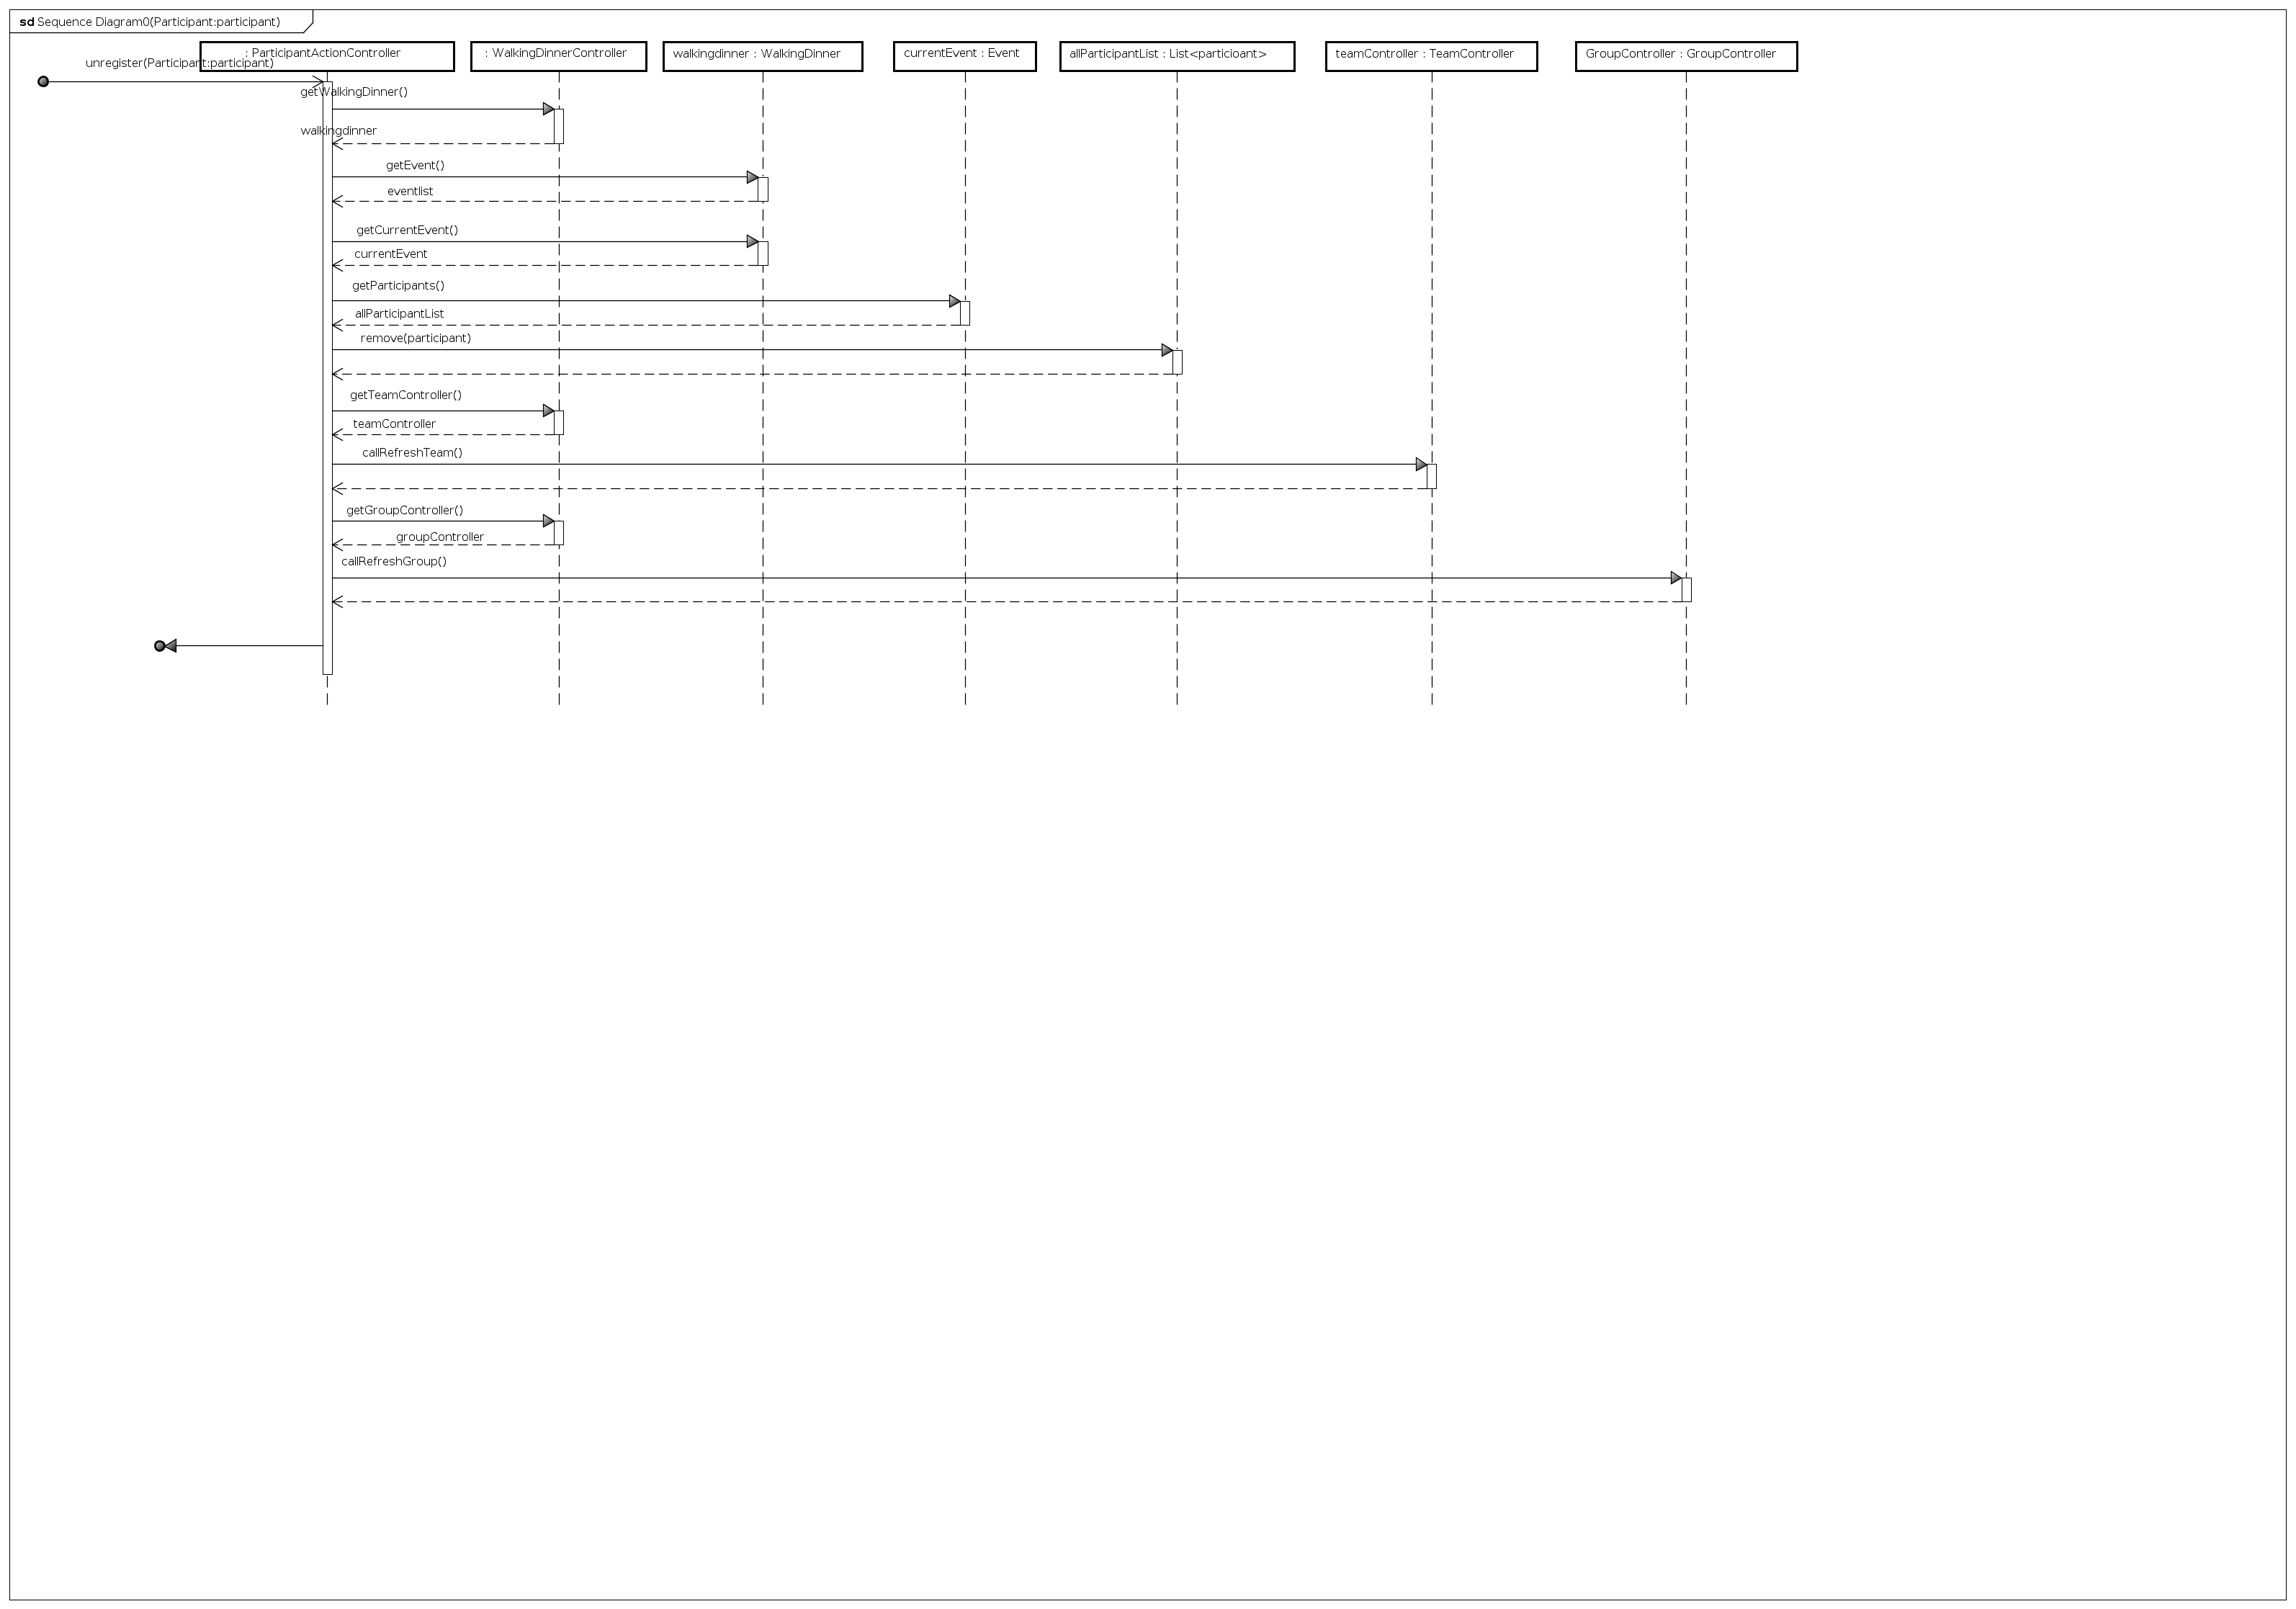 sd Sequence Diagram0(Participant:participant)
: ParticipantActionController
: WalkingDinnerController
walkingdinner : WalkingDinner
currentEvent : Event
allParticipantList : List<particioant>
teamController : TeamController
GroupController : GroupController
unregister(Participant:participant)
getWalkingDinner()
walkingdinner
getEvent()
eventlist
getCurrentEvent()
currentEvent
getParticipants()
allParticipantList
remove(participant)
getTeamController()
teamController
callRefreshTeam()
getGroupController()
groupController
callRefreshGroup()